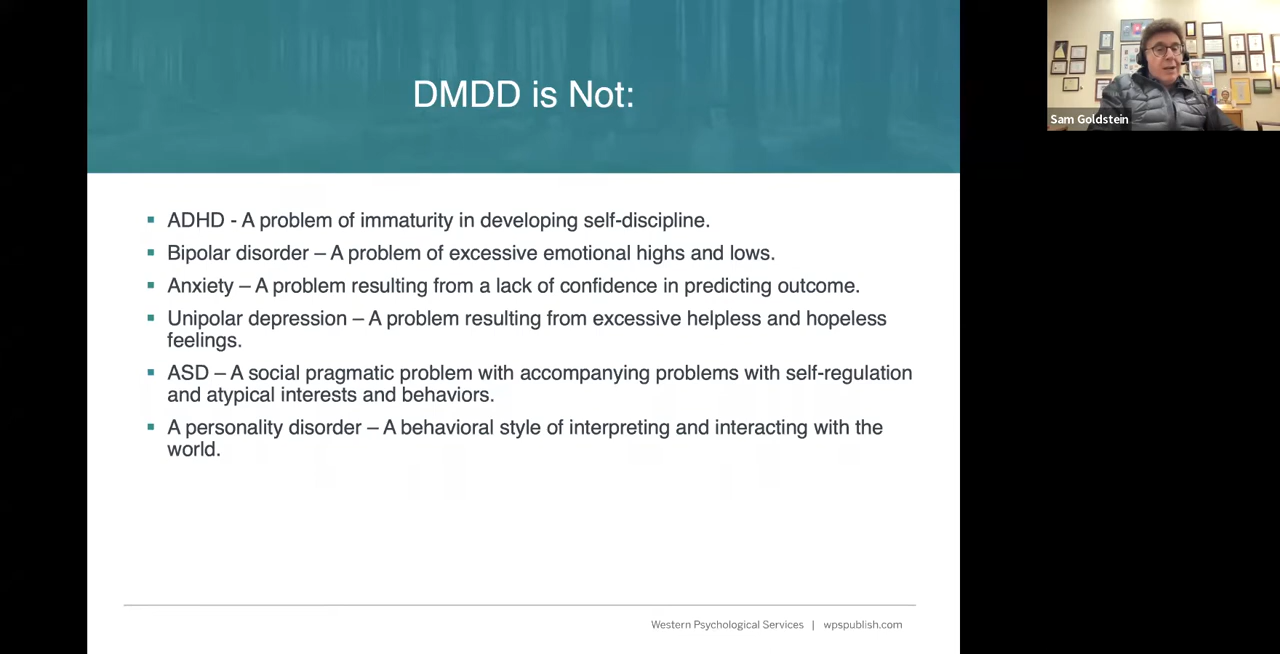 DMDD is Not:
Sam Goldstein
▪ ADHD - A problem of immaturity in developing self-discipline.
▪ Bipolar disorder – A problem of excessive emotional highs and lows.
▪ Anxiety – A problem resulting from a lack of confidence in predicting outcome.
▪ Unipolar depression – A problem resulting from excessive helpless and hopeless
feelings.
▪ ASD – A social pragmatic problem with accompanying problems with self-regulation
and atypical interests and behaviors.
▪ A personality disorder – A behavioral style of interpreting and interacting with the
world.
Western Psychological Services | wpspublish.com